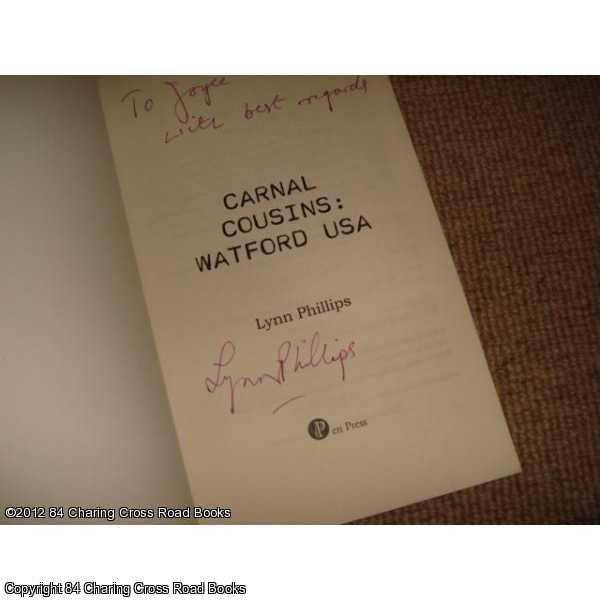 To Joyce
with best regards
CARNAL
COUSINS:
WATFORD USA
Lynn Phillips
Lynn Phillips
P en Press
©2012 84 Charing Cross Road Books
Copyright 84 Charing Cross Road Books